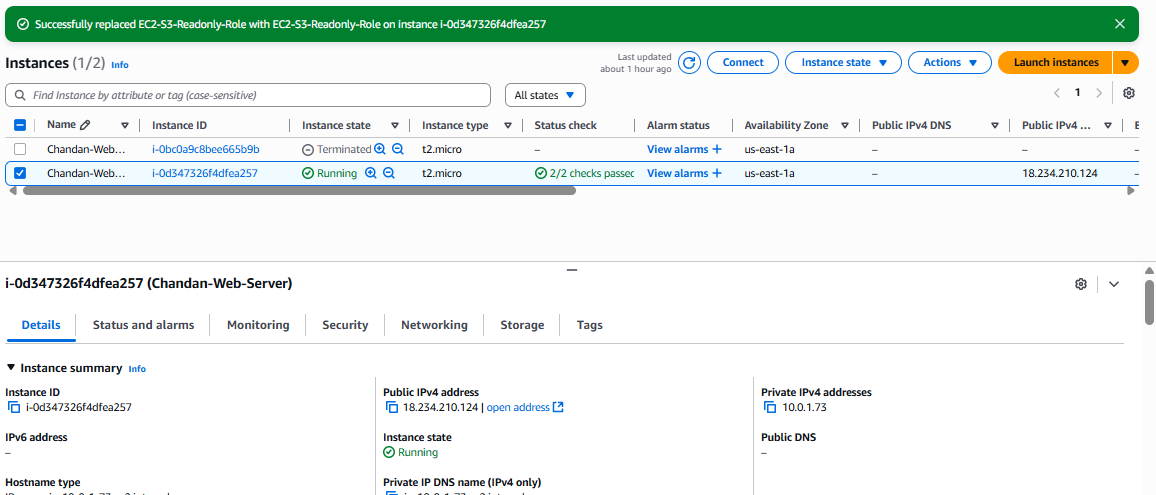 Successfully replaced EC2-S3-Readonly-Role with EC2-S3-Readonly-Role on instance i-0d347326f4dfea257
Instances (1/2) Info
Last updated
about 1 hour ago
Connect
Instance state
Actions
Launch instances
Find Instance by attribute or tag (case-sensitive)
All states
1
Name Instance ID Instance state Instance type Status check Alarm status Availability Zone Public IPv4 DNS Public IPv4 ... E
Chandan-Web... i-0bc0a9c8bee665b9b Terminated t2.micro – View alarms + us-east-1a – – –
Chandan-Web... i-0d347326f4dfea257 Running t2.micro 2/2 checks passed View alarms + us-east-1a – 18.234.210.124 –
i-0d347326f4dfea257 (Chandan-Web-Server)
Details Status and alarms Monitoring Security Networking Storage Tags
Instance summary Info
Instance ID
i-0d347326f4dfea257
Public IPv4 address
18.234.210.124 | open address
Private IPv4 addresses
10.0.1.73
IPv6 address
–
Instance state
Running
Public DNS
–
Hostname type
Private IP DNS name (IPv4 only)